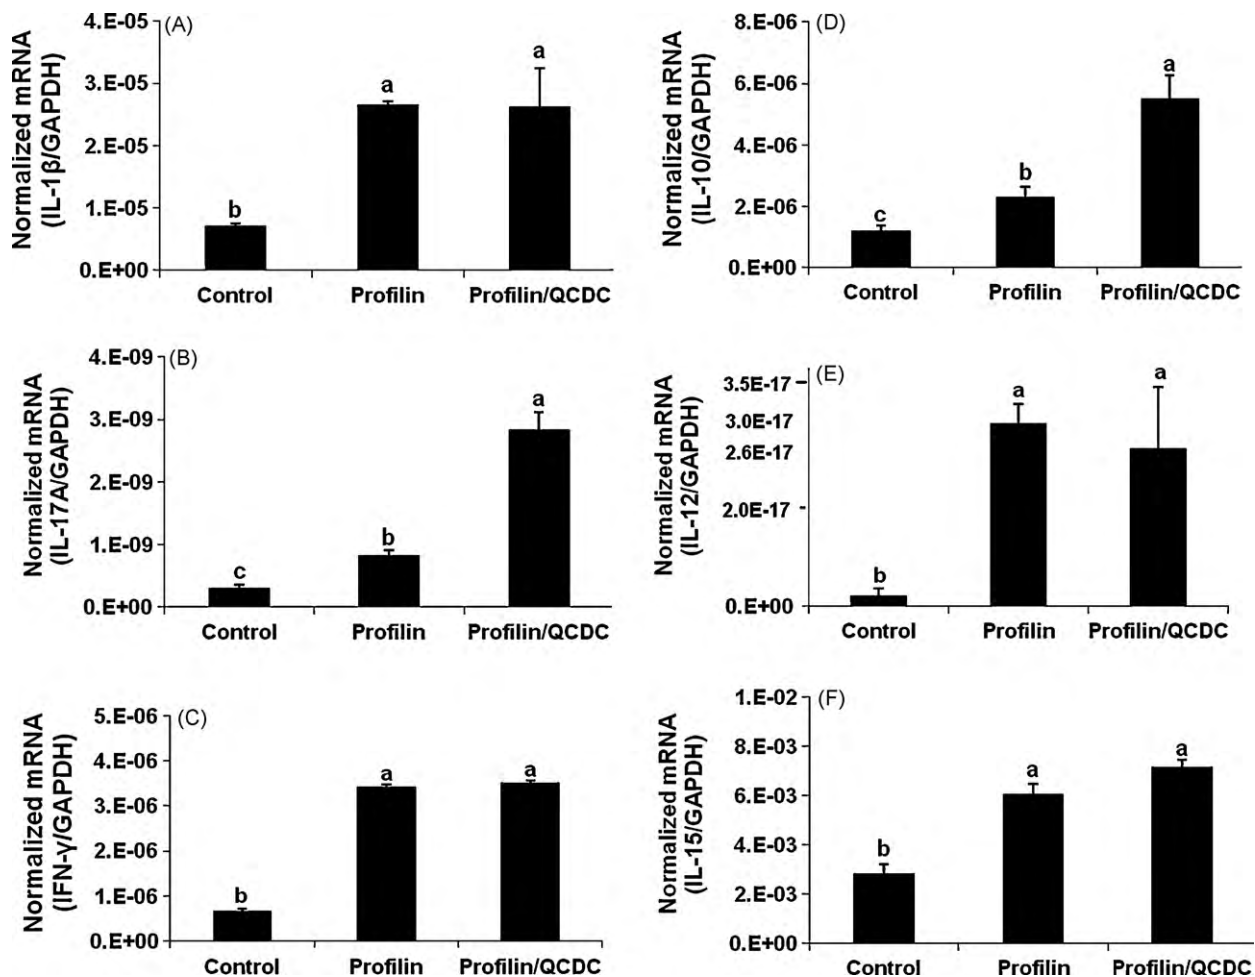 (A)
Normalized mRNA
(IL-1β/GAPDH)
4.E-05
3.E-05
2.E-05
1.E-05
0.E+00
b
a
a
Control
Profilin
Profilin/QCDC
(D)
Normalized mRNA
(IL-10/GAPDH)
8.E-06
6.E-06
4.E-06
2.E-06
0.E+00
c
b
a
Control
Profilin
Profilin/QCDC
(B)
Normalized mRNA
(IL-17A/GAPDH)
4.E-09
3.E-09
2.E-09
1.E-09
0.E+00
c
b
a
Control
Profilin
Profilin/QCDC
(E)
Normalized mRNA
(IL-12/GAPDH)
3.5E-17
3.0E-17
2.6E-17
2.0E-17
0.E+00
b
a
a
Control
Profilin
Profilin/QCDC
(C)
Normalized mRNA
(IFN-γ/GAPDH)
5.E-06
4.E-06
3.E-06
2.E-06
1.E-06
0.E+00
b
a
a
Control
Profilin
Profilin/QCDC
(F)
Normalized mRNA
(IL-15/GAPDH)
1.E-02
8.E-03
6.E-03
4.E-03
2.E-03
0.E+00
b
a
a
Control
Profilin
Profilin/QCDC